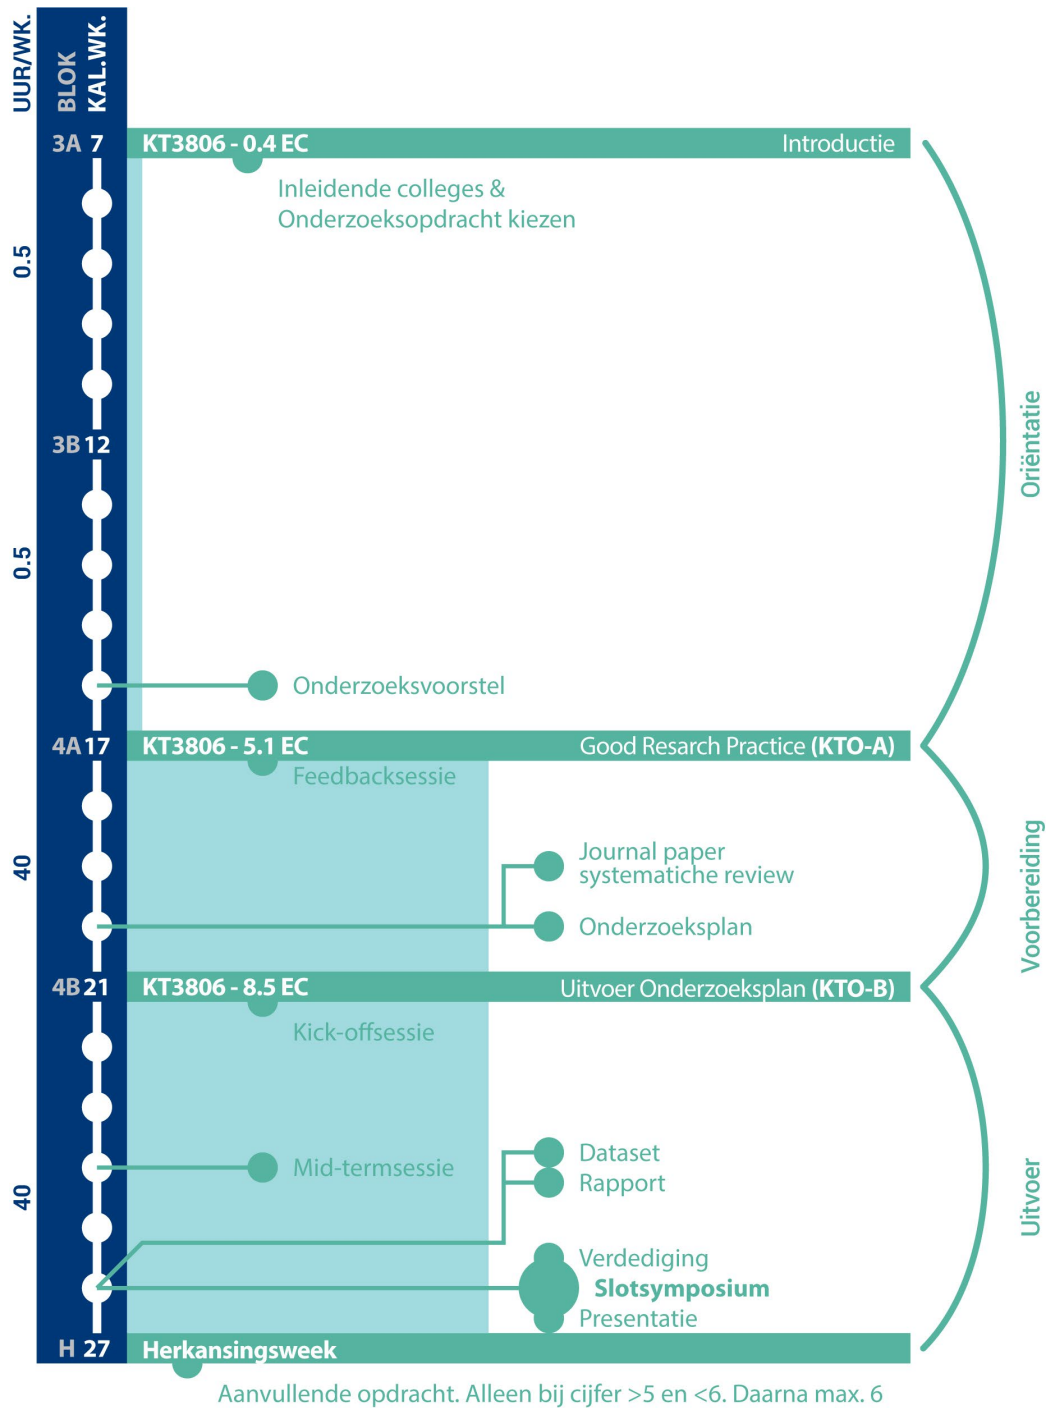 UUR/WK.
BLOK
KAL.WK.
3A 7 KT3806 - 0.4 EC Introductie
Inleidende colleges &
Onderzoeksopdracht kiezen
0.5
Oriëntatie
3B 12
0.5
Onderzoeksvoorstel
4A 17 KT3806 - 5.1 EC Good Resarch Practice (KTO-A)
Feedbacksessie
Journal paper
systematiche review
40
Voorbereiding
Onderzoeksplan
4B 21 KT3806 - 8.5 EC Uitvoer Onderzoeksplan (KTO-B)
Kick-offsessie
Dataset
Mid-termsessie
Rapport
40
Uitvoer
Verdediging
Slotsymposium
Presentatie
H 27 Herkansingsweek
Aanvullende opdracht. Alleen bij cijfer >5 en <6. Daarna max. 6